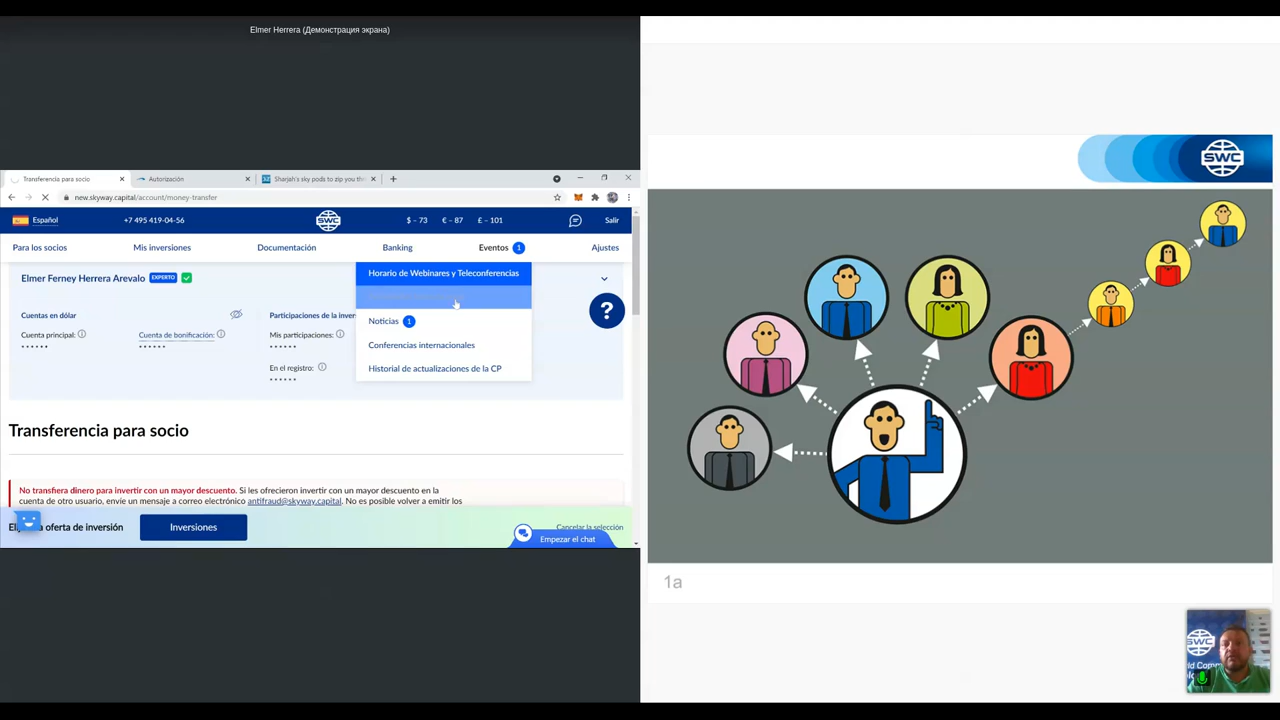 Elmer Herrera (Демонстрация экрана)
Transferencia para socio
Autorización
Sharjah's sky pods to zip you th
new.skyway.capital/account/money-transfer
Español
+7 495 419-04-56
SWC
$ – 73 € – 87 £ – 101
Salir
Para los socios Mis inversiones Documentación Banking Eventos 1 Ajustes
Elmer Ferney Herrera Arevalo EXPERTO
Horario de Webinares y Teleconferencias
Noticias 1
Conferencias internacionales
Historial de actualizaciones de la CP
Cuentas en dólar
Cuenta principal:
Cuenta de bonificación:
Participaciones de la inver
Mis participaciones:
En el registro:
?
Transferencia para socio
No transfiera dinero para invertir con un mayor descuento. Si les ofrecieron invertir con un mayor descuento en la
cuenta de otro usuario, envíe un mensaje a correo electrónico antifraud@skyway.capital. No es posible volver a emitir los
oferta de inversión
Inversiones
Cancelar la selección
Empezar el chat
SWC
1a
SWC